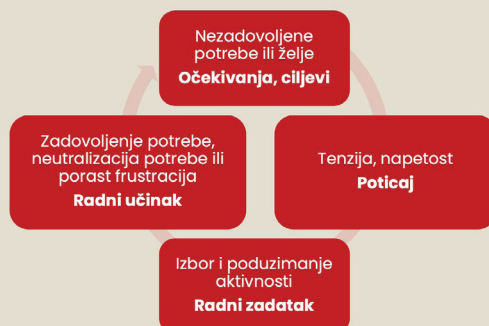 Nezadovoljene
potrebe ili želje
Očekivanja, ciljevi
Zadovoljenje potrebe,
neutralizacija potrebe ili
porast frustracija
Radni učinak
Tenzija, napetost
Poticaj
Izbor i poduzimanje
aktivnosti
Radni zadatak